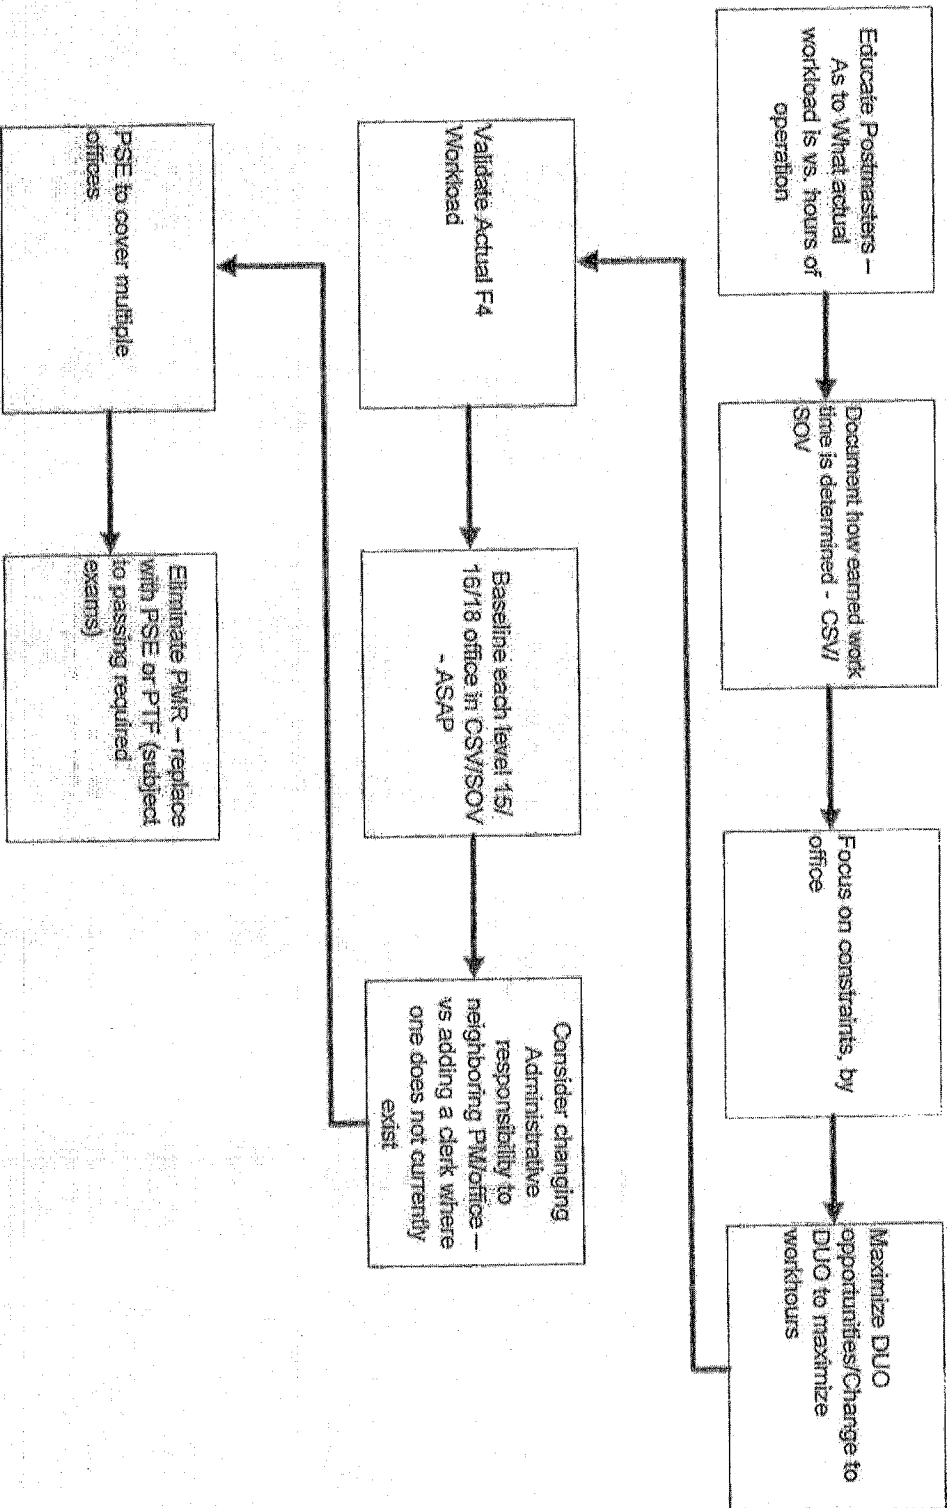 Educate Postmasters –
As to What actual
workload is vs. hours of
operation
Document how earned work
time is determined - CSV/
SOV
Focus on constraints, by
office
Maximize DUO
opportunities/Change to
DUO to maximize
workhours
Validate Actual F4
Workload
Baseline each level 15/
16/18 office in CSV/SOV
- ASAP
Consider changing
Administrative
responsibility to
neighboring PM/office –
vs adding a clerk where
one does not currently
exist
PSE to cover multiple
offices
Eliminate PMR – replace
with PSE or PTF (subject
to passing required
exams)